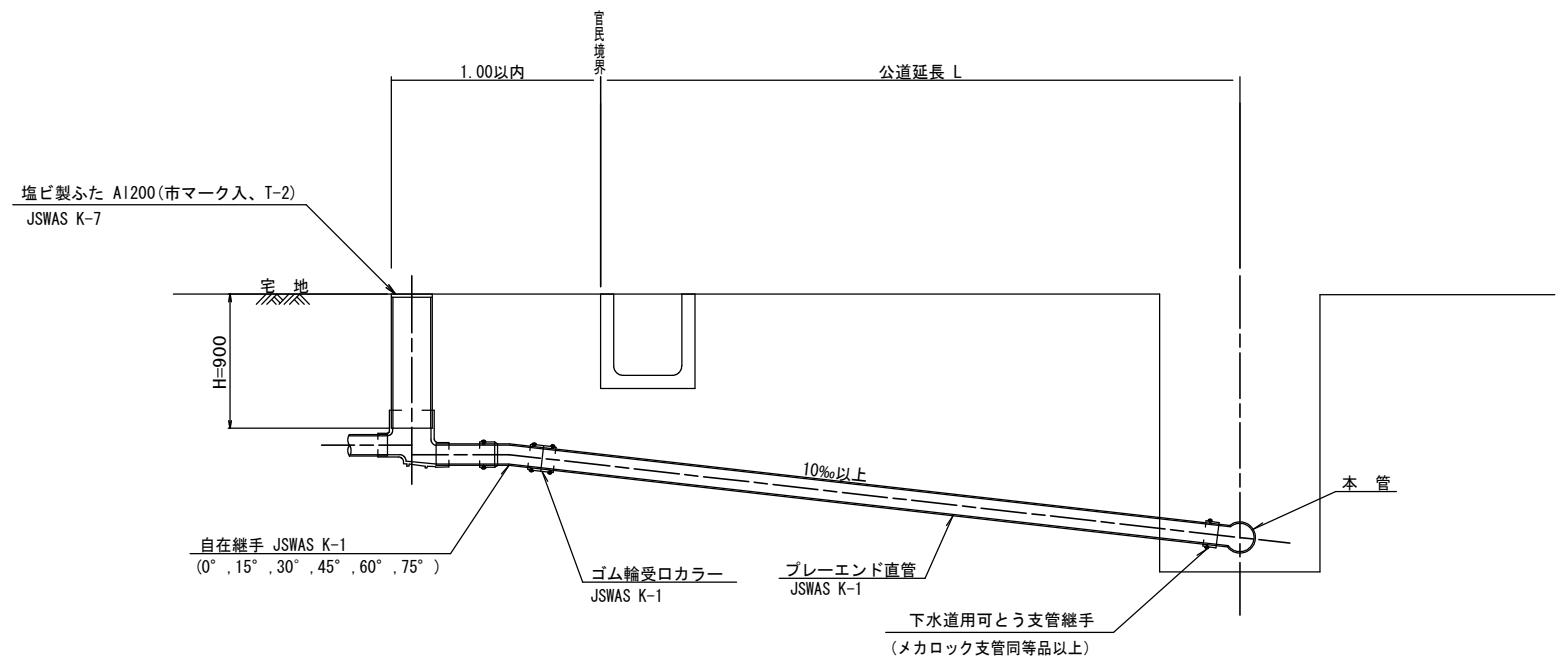 官民境界
1.00以内
公道延長 L
塩ビ製ふた A1200(市マーク入、T-2)
JSWAS K-7
宅 地
H=900
10‰以上
本 管
自在継手 JSWAS K-1
(0°,15°,30°,45°,60°,75°)
ゴム輪受口カラー
JSWAS K-1
プレーエンド直管
JSWAS K-1
下水道用可とう支管継手
(メカロック支管同等品以上)